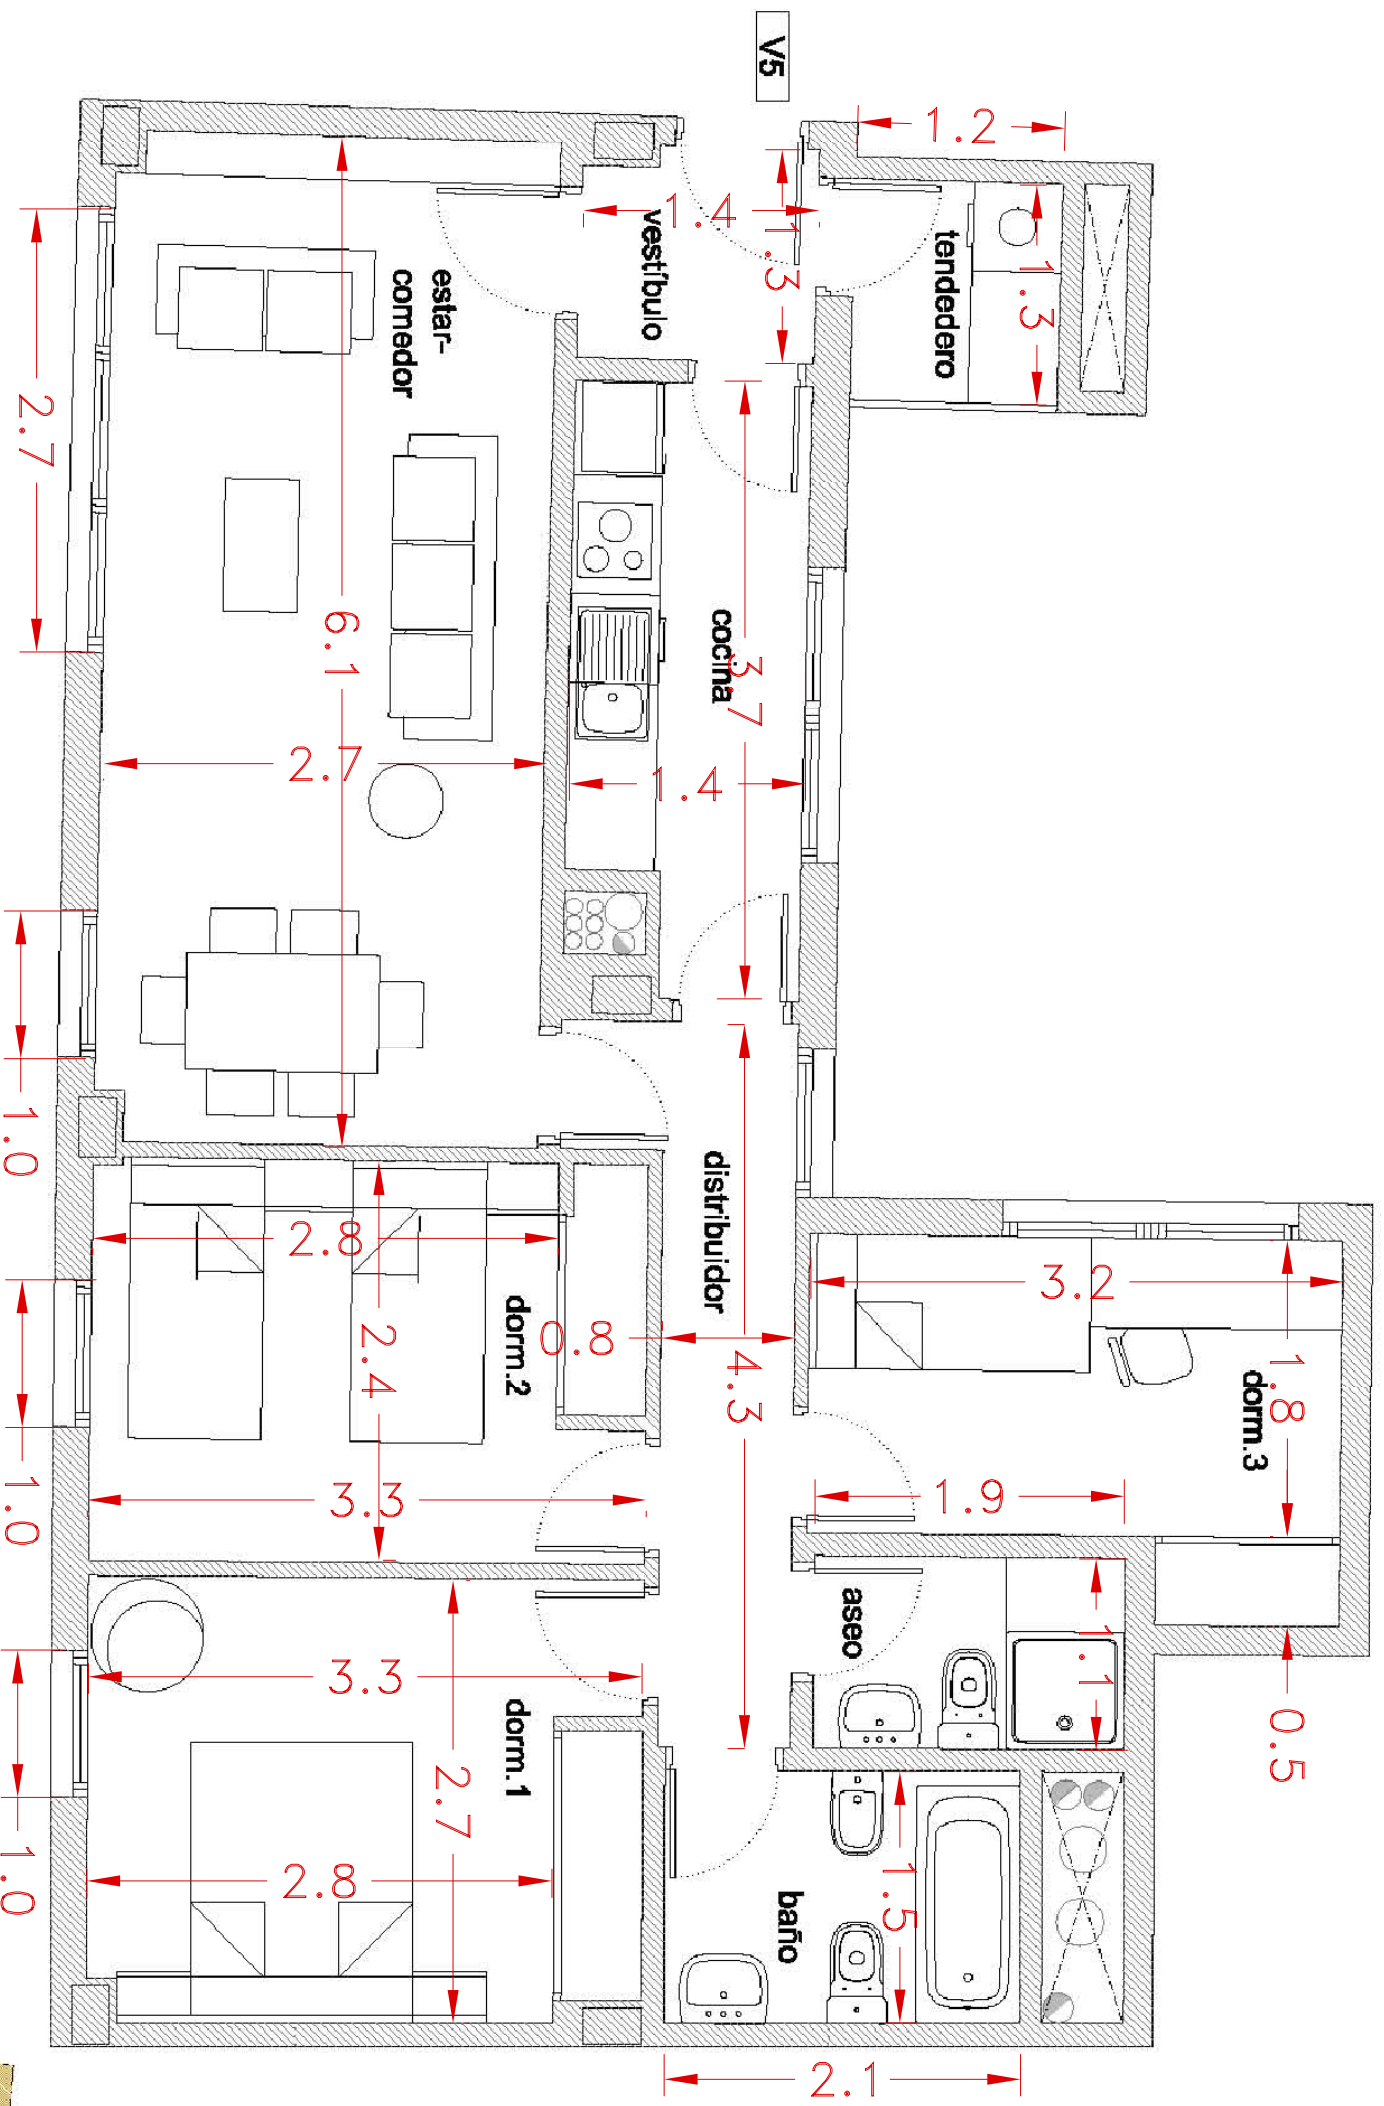 V5
1.2
1.4
vestíbulo
1.3
tendedero
1.3
estar-
comedor
2.7
6.1
cocina
3.7
2.7
1.4
1.0
distribuidor
2.8
dorm.2
2.4
0.8
4.3
3.2
dorm.3
1.8
1.0
3.3
1.9
aseo
1.1
0.5
3.3
dorm.1
2.7
2.8
1.0
baño
1.5
2.1